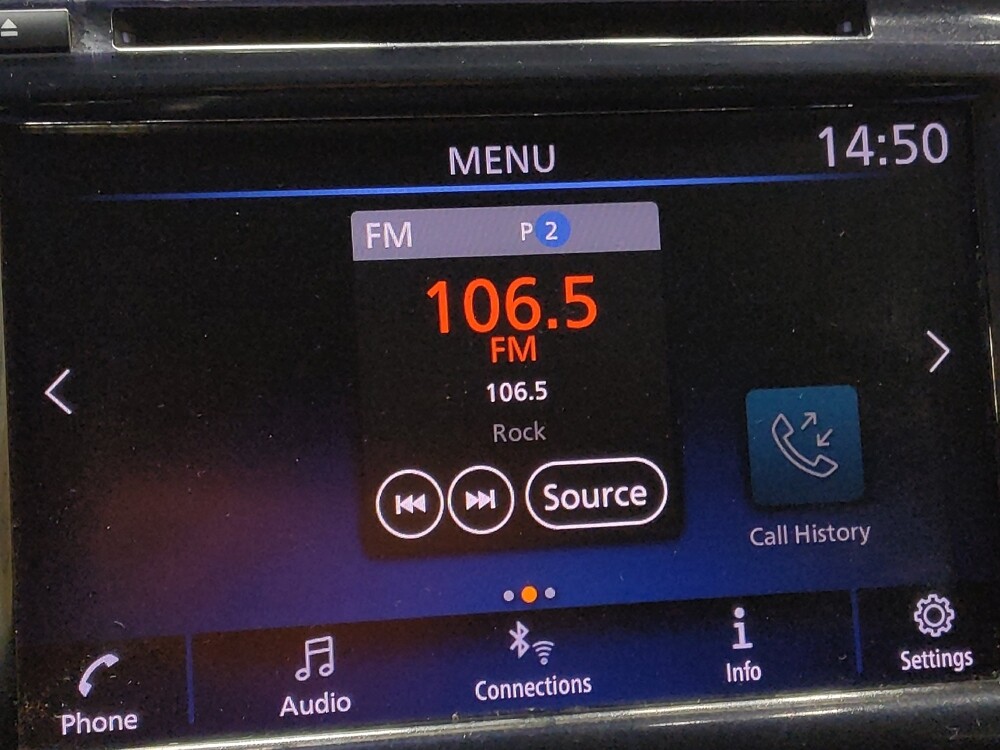 MENU
14:50
FM P 2
106.5
FM
106.5
Rock
Source
Call History
Phone
Audio
Connections
Info
Settings